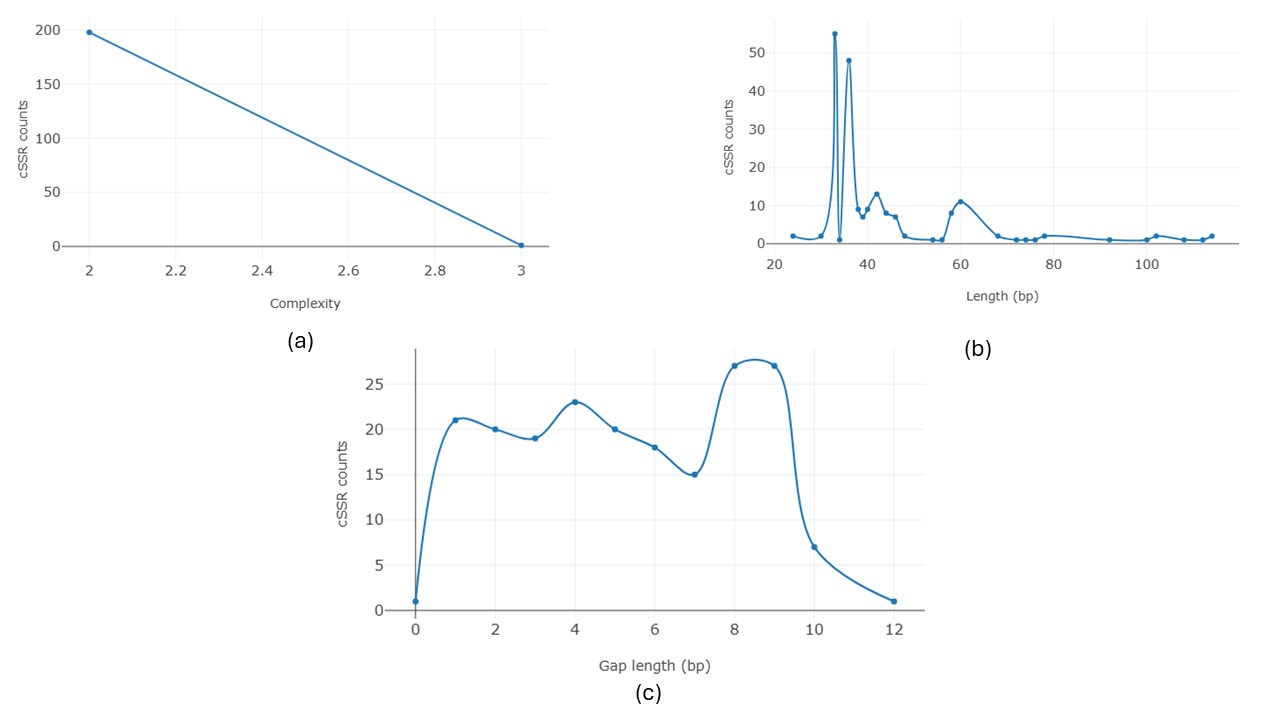 200
150
100
50
0
cSSR counts
2 2.2 2.4 2.6 2.8 3
Complexity
(a)
50
40
30
20
10
0
cSSR counts
20 40 60 80 100
Length (bp)
(b)
25
20
15
10
5
0
cSSR counts
0 2 4 6 8 10 12
Gap length (bp)
(c)